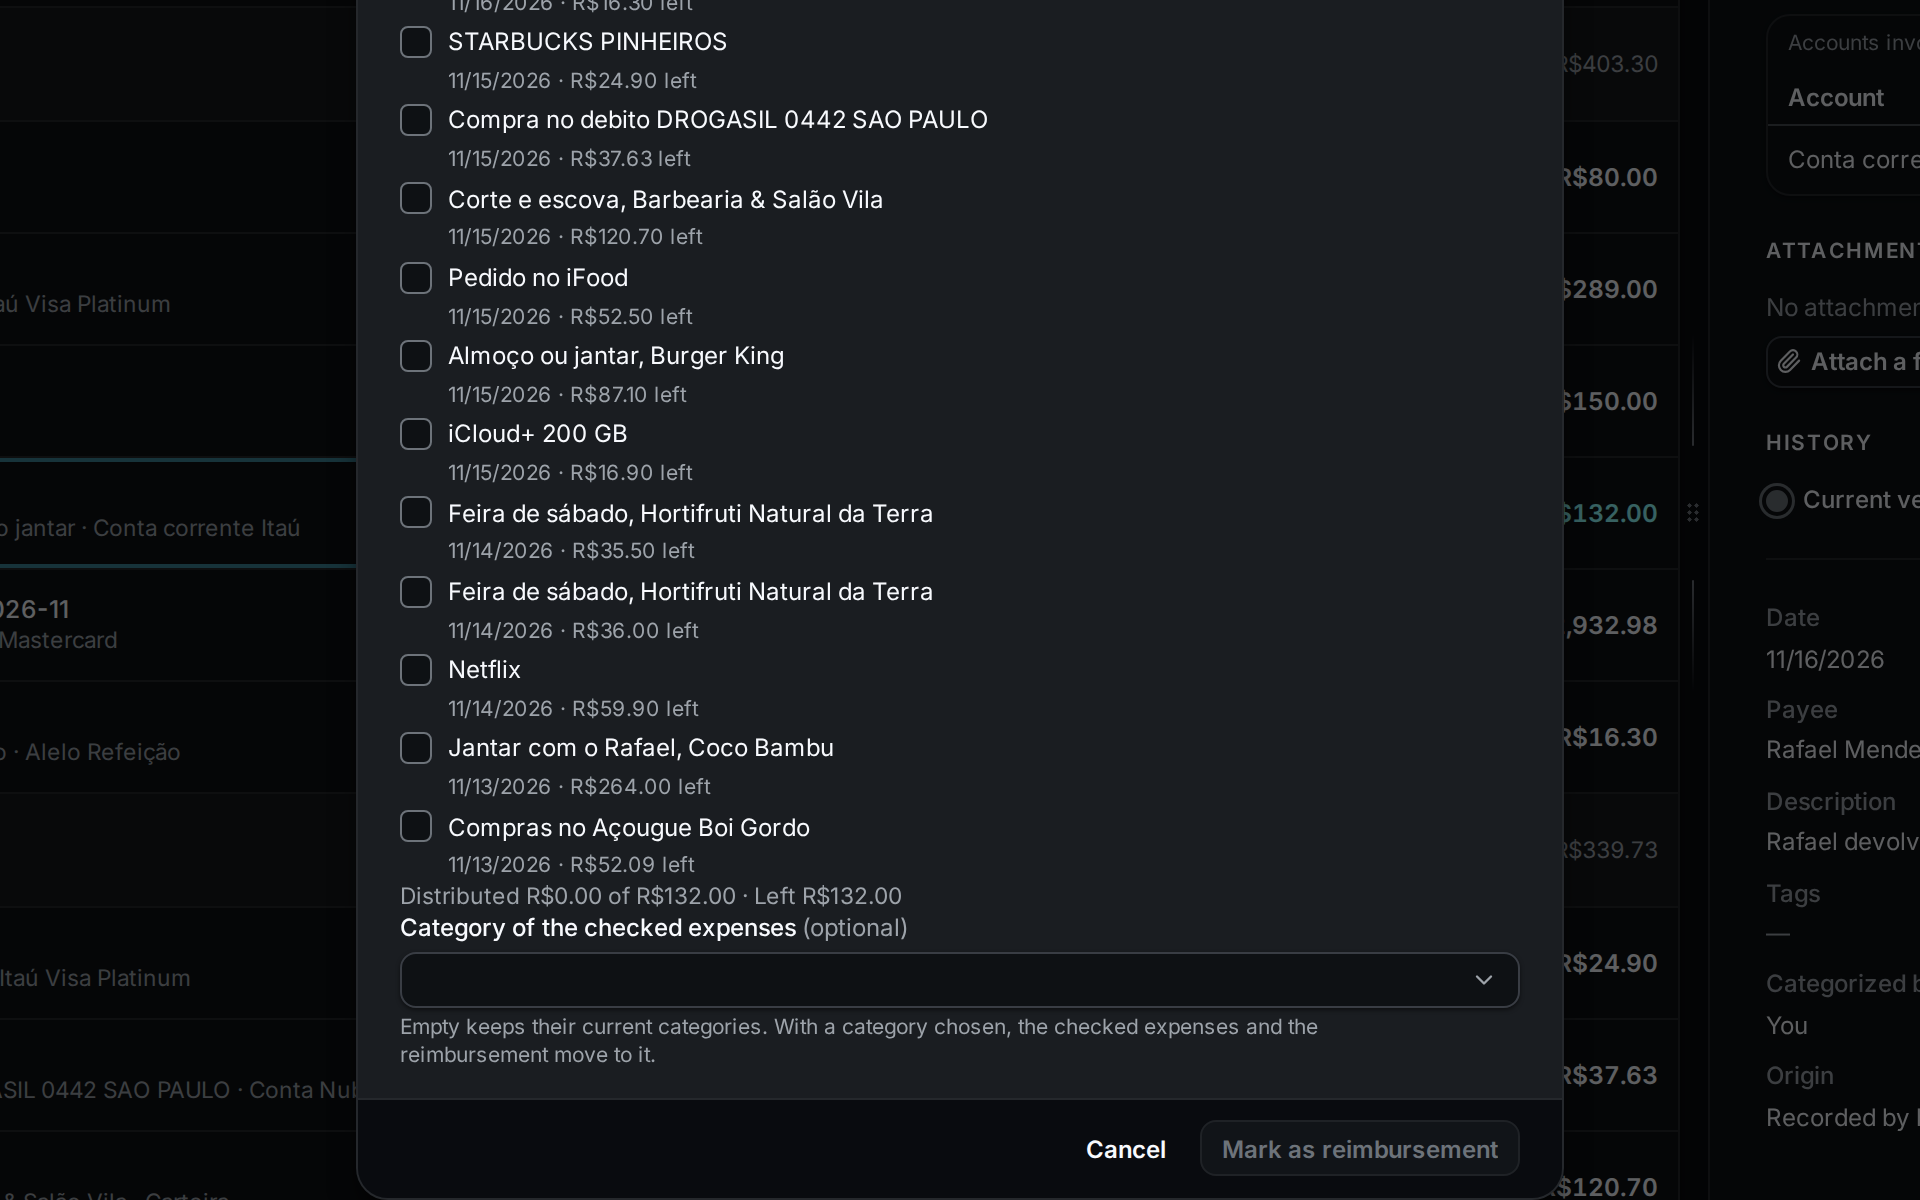 11/16/2026 · R$16.30 left
STARBUCKS PINHEIROS
11/15/2026 · R$24.90 left
Compra no debito DROGASIL 0442 SAO PAULO
11/15/2026 · R$37.63 left
Corte e escova, Barbearia & Salão Vila
11/15/2026 · R$120.70 left
Pedido no iFood
11/15/2026 · R$52.50 left
Almoço ou jantar, Burger King
11/15/2026 · R$87.10 left
iCloud+ 200 GB
11/15/2026 · R$16.90 left
Feira de sábado, Hortifruti Natural da Terra
11/14/2026 · R$35.50 left
Feira de sábado, Hortifruti Natural da Terra
11/14/2026 · R$36.00 left
Netflix
11/14/2026 · R$59.90 left
Jantar com o Rafael, Coco Bambu
11/13/2026 · R$264.00 left
Compras no Açougue Boi Gordo
11/13/2026 · R$52.09 left
Distributed R$0.00 of R$132.00 · Left R$132.00
Category of the checked expenses (optional)
Empty keeps their current categories. With a category chosen, the checked expenses and the
reimbursement move to it.
Cancel
Mark as reimbursement
Visa Platinum
jantar · Conta corrente Itaú
026-11
Mastercard
· Alelo Refeição
Itaú Visa Platinum
0442 SAO PAULO · Conta
R$403.30
R$80.00
$289.00
$150.00
$132.00
,932.98
R$16.30
R$339.73
R$24.90
R$37.63
$120.70
Accounts
Account
Conta
ATTACHMENT
No
Attach a
HISTORY
Current
Date
11/16/2026
Payee
Rafael
Description
Rafael
Tags
—
Categorized
You
Origin
Recorded by